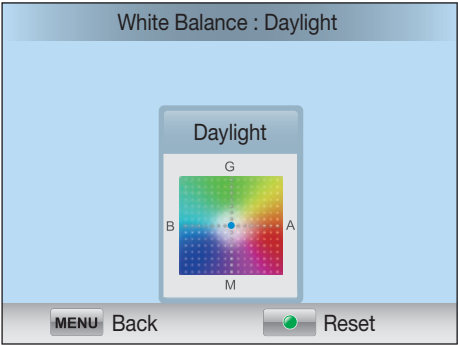 White Balance : Daylight
Daylight
G
B A
M
MENU Back Reset